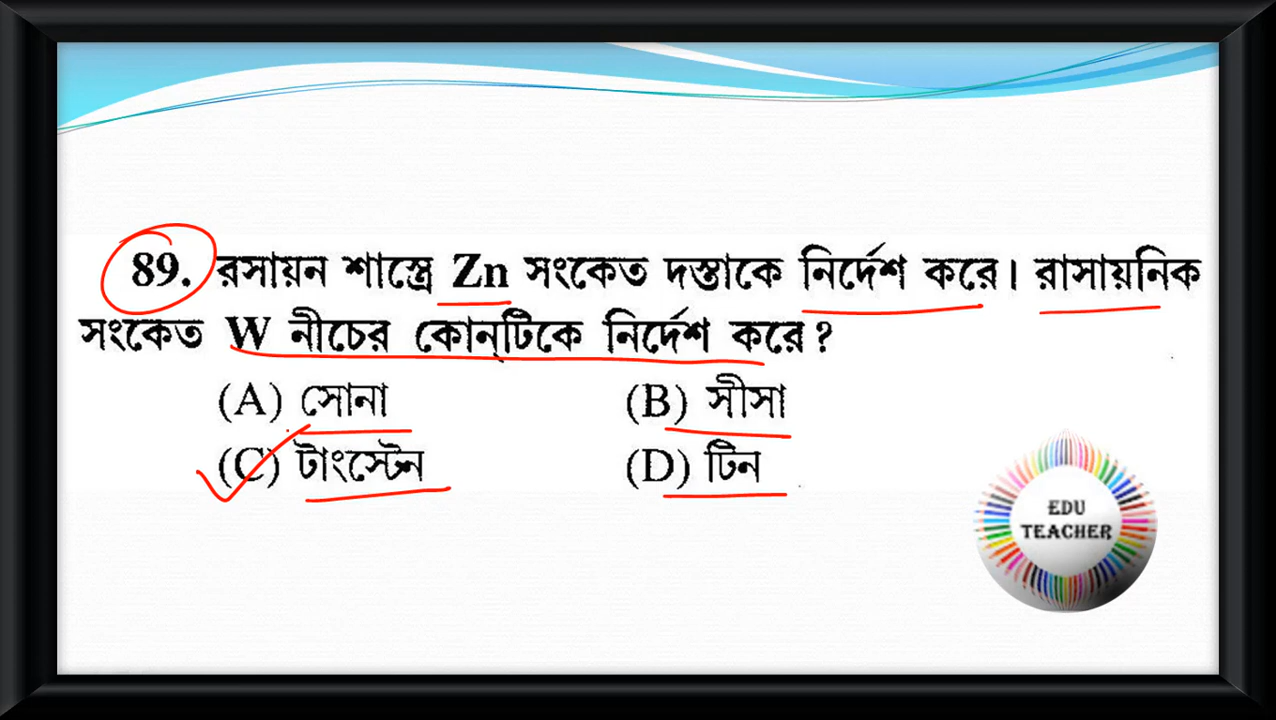 89. রসায়ন শাস্ত্রে Zn সংকেত দস্তাকে নির্দেশ করে। রাসায়নিক
সংকেত W নীচের কোন্‌টিকে নির্দেশ করে?
(A) সোনা (B) সীসা
(C) টাংস্টেন (D) টিন
EDU
TEACHER